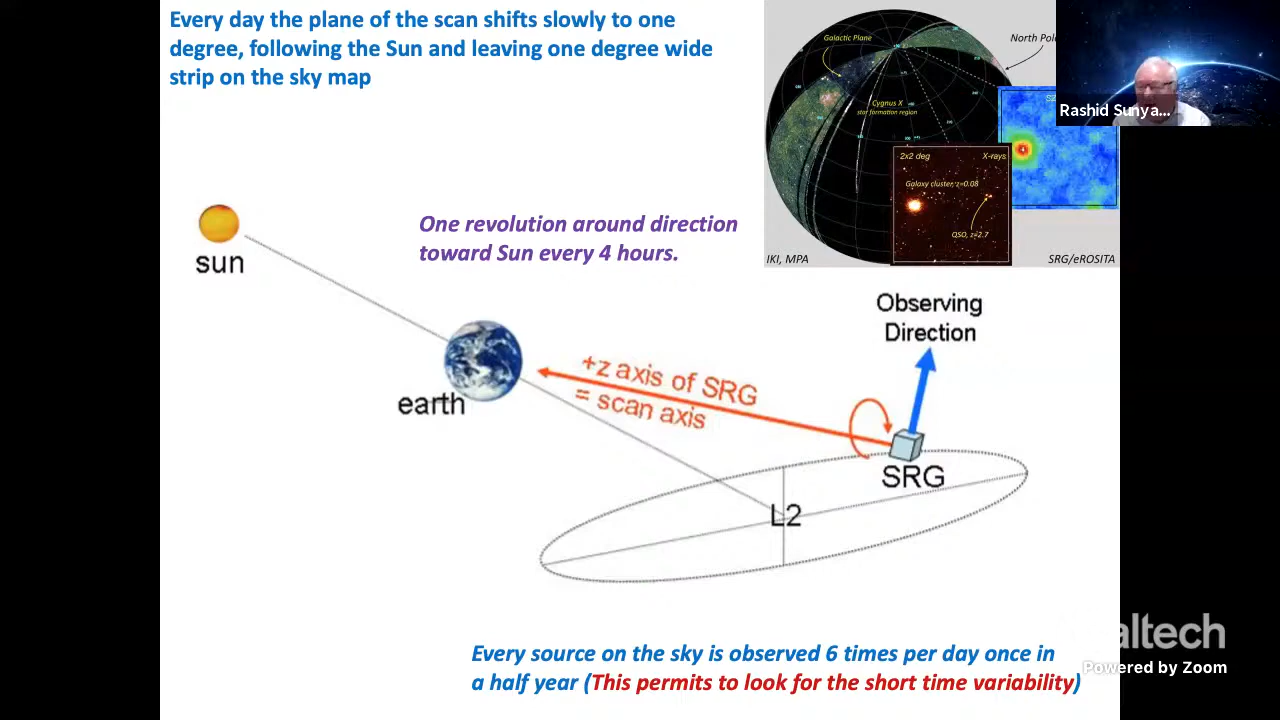 Every day the plane of the scan shifts slowly to one
degree, following the Sun and leaving one degree wide
strip on the sky map
Galactic Plane
North Pol
Cygnus X
star formation region
2x2 deg
X-rays
Galaxy cluster, z=0.08
QSO, z=2.7
IKI, MPA
SRG/eROSITA
Rashid Sunya...
One revolution around direction
toward Sun every 4 hours.
sun
earth
+z axis of SRG
= scan axis
Observing
Direction
SRG
L2
Every source on the sky is observed 6 times per day once in
a half year (This permits to look for the short time variability)
altech
Powered by Zoom